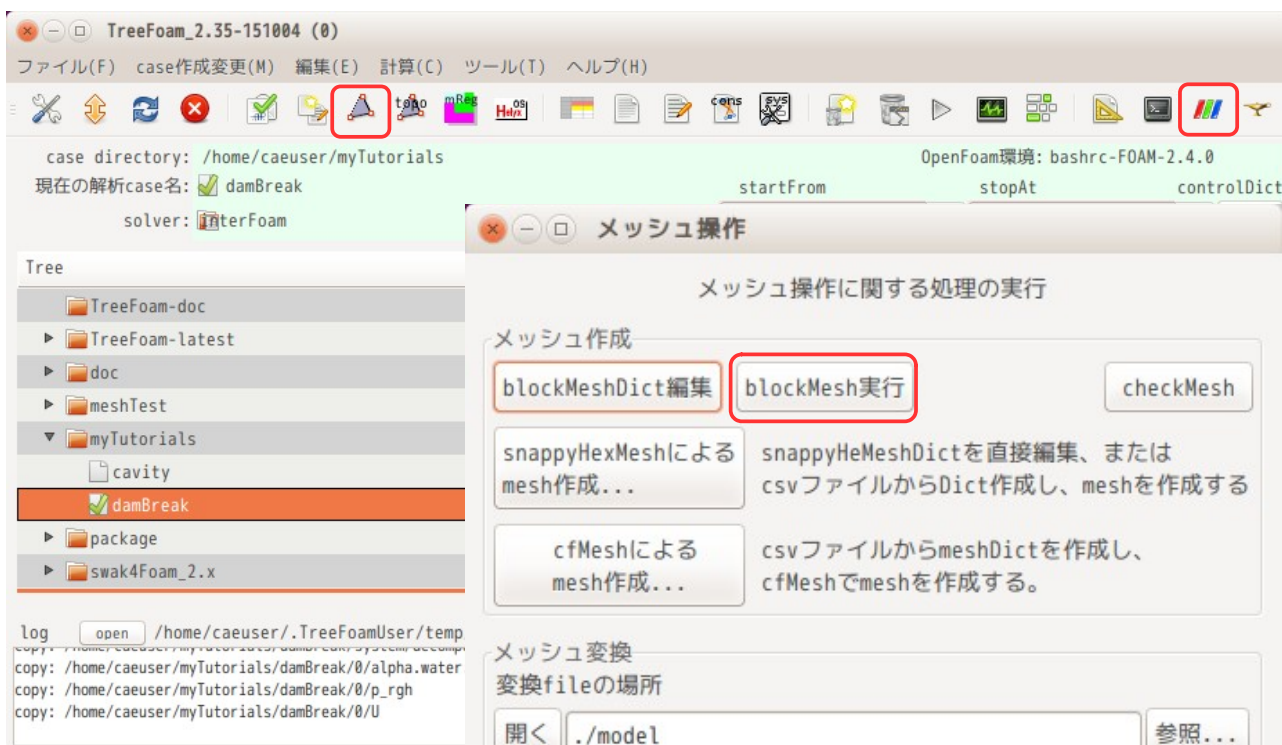 TreeFoam_2.35-151004 (0)
ファイル(F) case作成変更(M) 編集(E) 計算(C) ツール(T) ヘルプ(H)
topo mReg Helyx OS cons sys
case directory: /home/caeuser/myTutorials
OpenFoam環境: bashrc-FOAM-2.4.0
現在の解析case名: damBreak
startFrom stopAt controlDict
solver: interFoam
Tree
TreeFoam-doc
TreeFoam-latest
doc
meshTest
myTutorials
cavity
damBreak
package
swak4Foam_2.x
log open /home/caeuser/.TreeFoamUser/temp
copy: /home/caeuser/myTutorials/damBreak/0/alpha.water
copy: /home/caeuser/myTutorials/damBreak/0/p_rgh
copy: /home/caeuser/myTutorials/damBreak/0/U
メッシュ操作
メッシュ操作に関する処理の実行
メッシュ作成
blockMeshDict編集 blockMesh実行 checkMesh
snappyHexMeshによる
mesh作成...
snappyHeMeshDictを直接編集、または
csvファイルからDict作成し、meshを作成する
cfMeshによる
mesh作成...
csvファイルからmeshDictを作成し、
cfMeshでmeshを作成する。
メッシュ変換
変換fileの場所
開く ./model 参照...